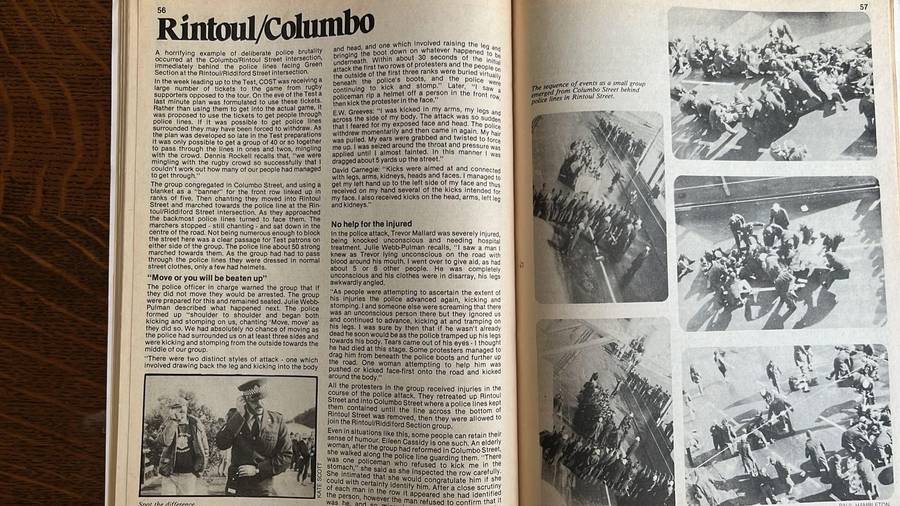 56
Rintoul/Columbo
A horrifying example of deliberate police brutality
occurred at the Columbo/Rintoul Street intersection,
immediately behind the police lines facing Green
Section at the Rintoul/Riddiford Street intersection.
In the week leading up to the Test, COST was receiving a
large number of tickets to the game from rugby
supporters opposed to the tour. On the eve of the Test a
last minute plan was formulated to use these tickets.
Rather than using them to get into the actual game, it
was proposed to use the tickets to get people through
police lines. If it was possible to get police lines
surrounded they may have been forced to withdraw. As
the plan was developed so late in the Test preparations
it was only possible to get a group of 40 or so together
to pass through the lines in ones and twos, mingling
with the crowd. Dennis Rockell recalls that, "we were
mingling with the rugby crowd so successfully that I
couldn't work out how many of our people had managed
to get through."
The group congregated in Columbo Street, and using a
blanket as a "banner" for the front row linked up in
ranks of five. Then chanting they moved into Rintoul
Street and marched towards the police line at the Rin-
toul/Riddiford Street intersection. As they approached
the backmost police lines turned to face them. The
marchers stopped - still chanting - and sat down in the
centre of the road. Not being numerous enough to block
the street here was a clear passage for Test patrons on
either side of the group. The police line about 50 strong
marched towards them. As the group had had to pass
through the police lines they were dressed in normal
street clothes, only a few had helmets.
"Move or you will be beaten up"
The police officer in charge warned the group that if
they did not move they would be arrested. The group
were prepared for this and remained seated. Julie Webb-
Pulman described what happened next. The police
formed up "shoulder to shoulder and began both
kicking and stomping on us, chanting 'Move, move' as
they did so. We had absolutely no chance of moving as
the police had surrounded us on at least three sides and
were kicking and stomping from the outside towards the
middle of our group.
"There were two distinct styles of attack - one which
involved drawing back the leg and kicking into the body
KATE SCOTT
Spot the difference
and head, and one which involved raising the leg and
bringing the boot down on whatever happened to be
underneath. Within about 30 seconds of the initial
attack the first two rows of protesters and the people on
the outside of the first three ranks were buried virtually
beneath the police's boots, and the police were
continuing to kick and stomp." Later, "I saw a
policeman rip a helmet off a person in the front row,
then kick the protester in the face."
E.W. Greeves: "I was kicked in my arms, my legs and
across the side of my body. The attack was so sudden
that I feared for my exposed face and head. The police
withdrew momentarily and then came in again. My hair
was pulled. My ears were grabbed and twisted to force
me up. I was seized around the throat and pressure was
applied until I almost fainted. In this manner I was
dragged about 5 yards up the street."
David Carnegie: "Kicks were aimed at and connected
with legs, arms, kidneys, heads and faces. I managed to
get my left hand up to the left side of my face and thus
received on my hand several of the kicks intended for
my face. I also received kicks on the head, arms, left leg
and kidneys."
No help for the injured
In the police attack, Trevor Mallard was severely injured,
being knocked unconscious and needing hospital
treatment. Julie Webb-Pulman recalls, "I saw a man I
knew as Trevor lying unconscious on the road with
blood around his mouth. I went over to give aid, as had
about 5 or 6 other people. He was completely
unconscious and his clothes were in disarray, his legs
awkwardly angled.
"As people were attempting to ascertain the extent of
his injuries the police advanced again, kicking and
stomping. I and someone else were screaming that there
was an unconscious person there but they ignored us
and continued to advance, kicking at and tramping on
his legs. I was sure by then that if he wasn't already
dead he soon would be as the police tramped up his legs
towards his body. Tears came out of his eyes - I thought
he had died at this stage. Some protesters managed to
drag him from beneath the police boots and further up
the road. One woman attempting to help him was
pushed or kicked face-first onto the road and kicked
around the body."
All the protesters in the group received injuries in the
course of the police attack. They retreated up Rintoul
Street and into Columbo Street where a police lines kept
them contained until the line across the bottom of
Rintoul Street was removed, then they were allowed to
join the Rintoul/Riddiford Section group.
Even in situations like this, some people can retain their
sense of humour. Eileen Cassidy is one such. An elderly
woman, after the group had reformed in Columbo Street,
she walked along the police line guarding them. "There
was one policeman who refused to kick me in the
stomach," she said as she inspected the row carefully.
She intimated that she would congratulate him if she
could with certainty identify him. After a close scrutiny
of each man in the row it appeared she had identified
the person, however the man refused to confirm that it
was he, and so
57
The sequence of events as a small group
emerged from Columbo Street behind
police lines in Rintoul Street.
PAUL HAMBLETON